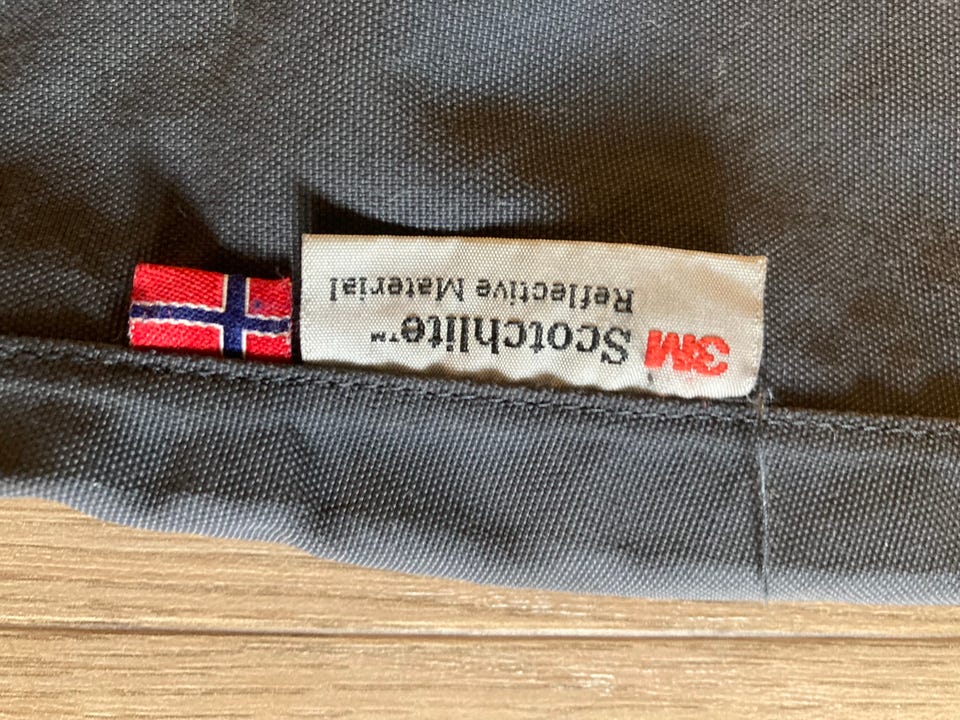 3M Scotchlite™
Reflective Material